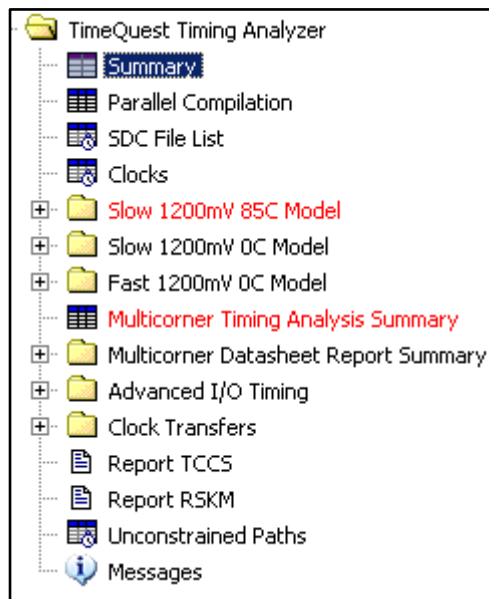 TimeQuest Timing Analyzer
Summary
Parallel Compilation
SDC File List
Clocks
Slow 1200mV 85C Model
Slow 1200mV 0C Model
Fast 1200mV 0C Model
Multicorner Timing Analysis Summary
Multicorner Datasheet Report Summary
Advanced I/O Timing
Clock Transfers
Report TCCS
Report RSKM
Unconstrained Paths
Messages